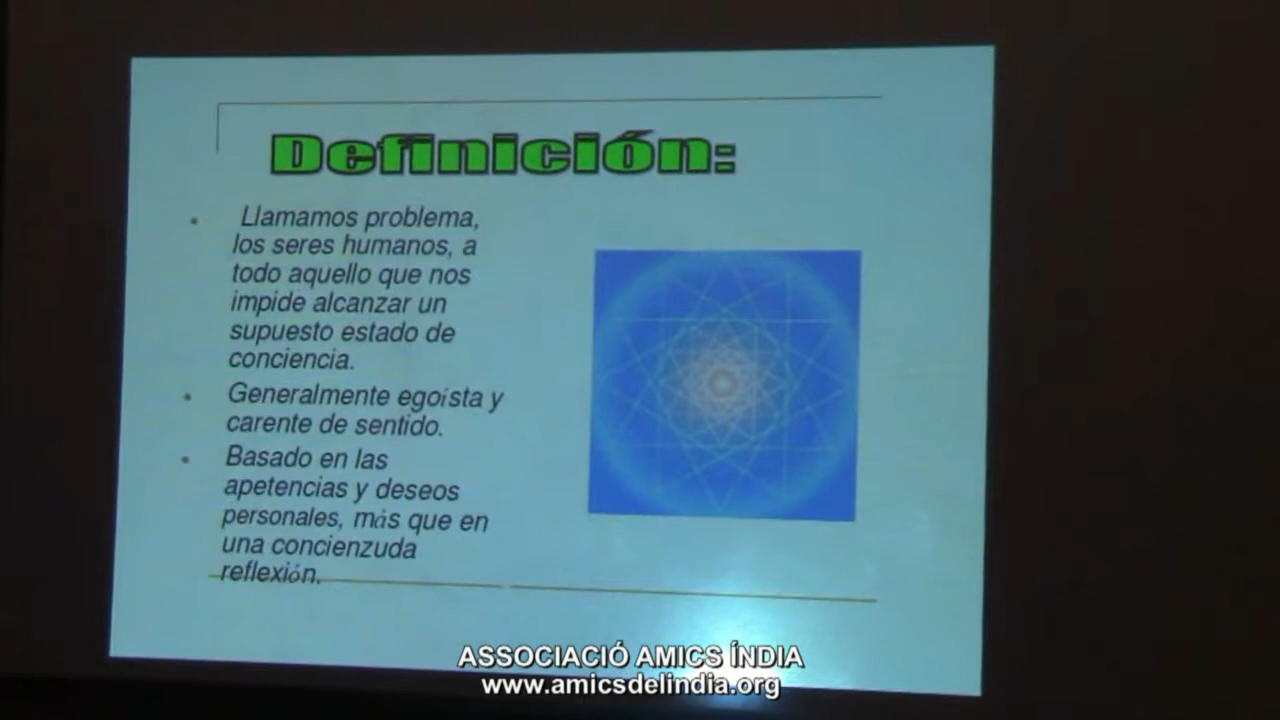 Definición:
Llamamos problema,
los seres humanos, a
todo aquello que nos
impide alcanzar un
supuesto estado de
conciencia.
Generalmente egoísta y
carente de sentido.
Basado en las
apetencias y deseos
personales, más que en
una concienzuda
reflexión.
ASSOCIACIÓ AMICS ÍNDIA
www.amicsdelindia.org